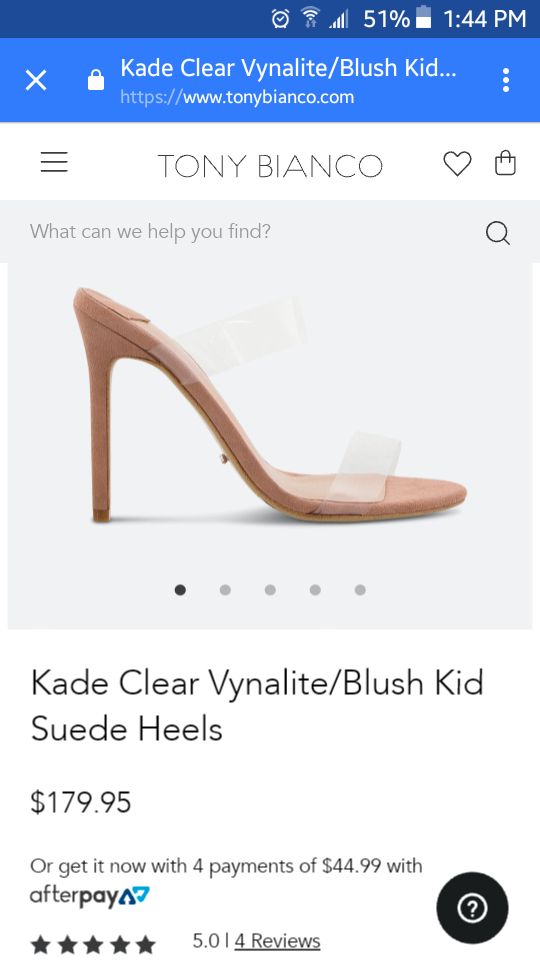 51% 1:44 PM
Kade Clear Vynalite/Blush Kid...
https://www.tonybianco.com
TONY BIANCO
What can we help you find?
Kade Clear Vynalite/Blush Kid
Suede Heels
$179.95
Or get it now with 4 payments of $44.99 with
afterpay
5.0 | 4 Reviews
?